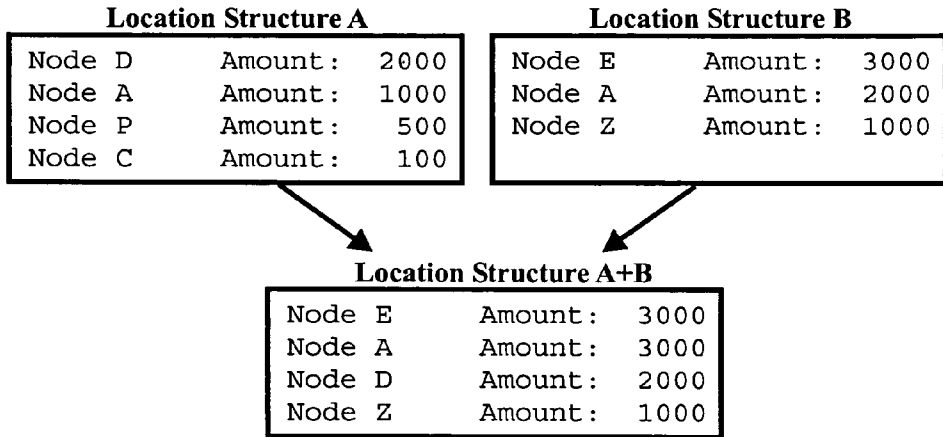 Location Structure A
Node D Amount: 2000
Node A Amount: 1000
Node P Amount: 500
Node C Amount: 100
Location Structure B
Node E Amount: 3000
Node A Amount: 2000
Node Z Amount: 1000
Location Structure A+B
Node E Amount: 3000
Node A Amount: 3000
Node D Amount: 2000
Node Z Amount: 1000